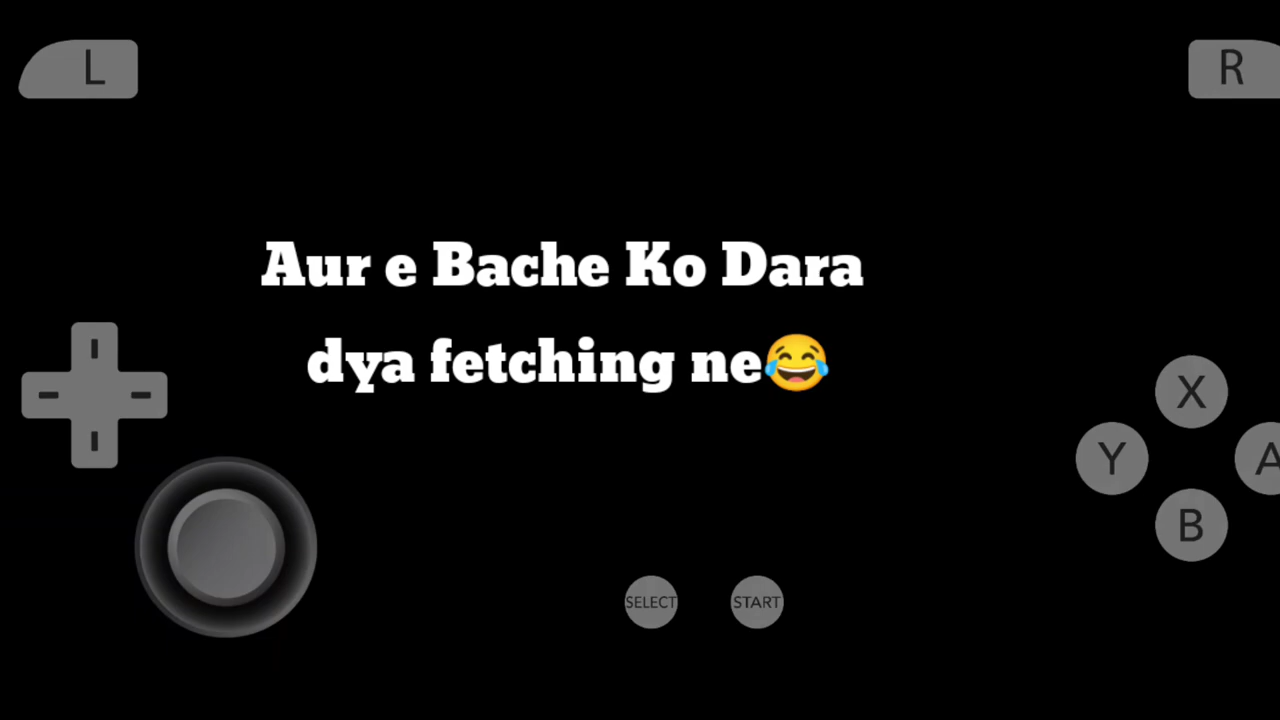 L
R
Aur e Bache Ko Dara
dya fetching ne😂
X
Y
A
B
SELECT
START